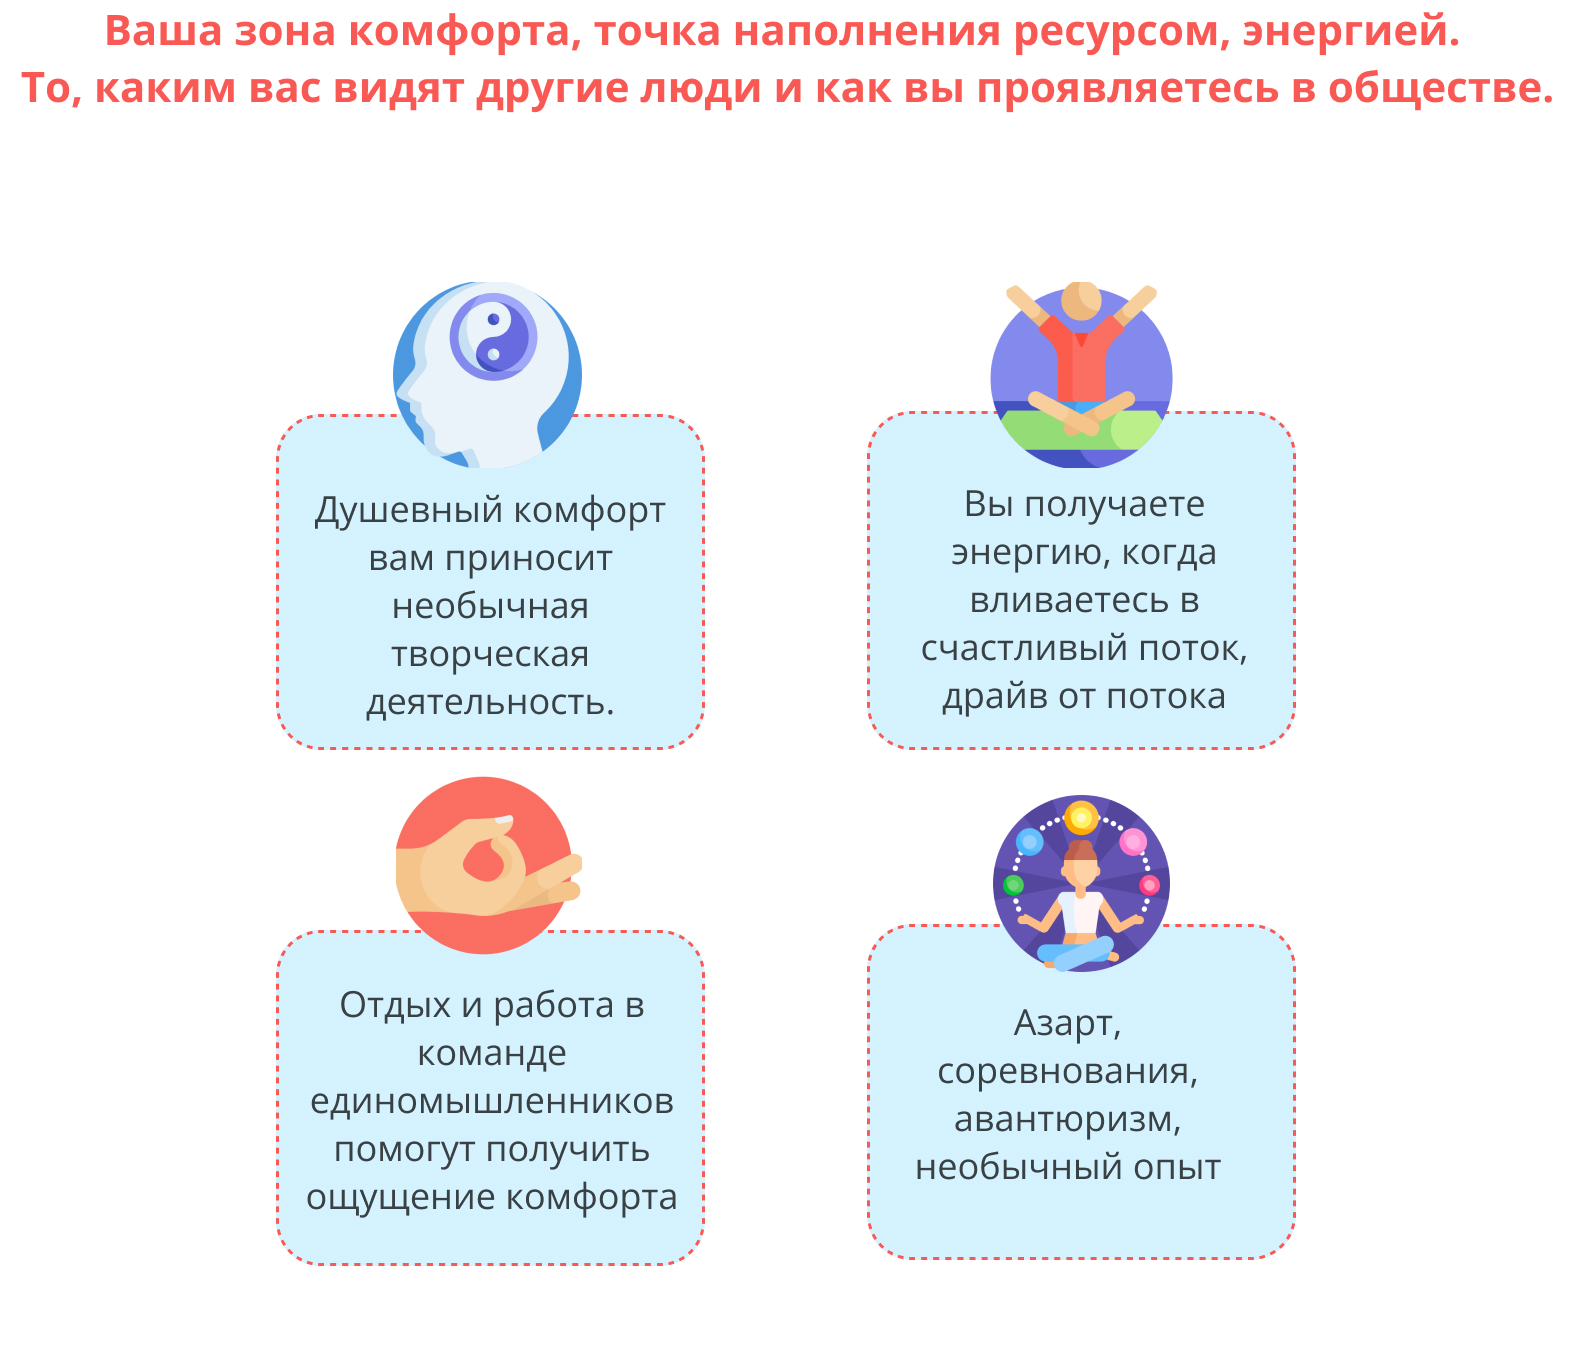 Ваша зона комфорта, точка наполнения ресурсом, энергией.
То, каким вас видят другие люди и как вы проявляетесь в обществе.
Душевный комфорт
вам приносит
необычная
творческая
деятельность.
Вы получаете
энергию, когда
вливаетесь в
счастливый поток,
драйв от потока
Отдых и работа в
команде
единомышленников
помогут получить
ощущение комфорта
Азарт,
соревнования,
авантюризм,
необычный опыт